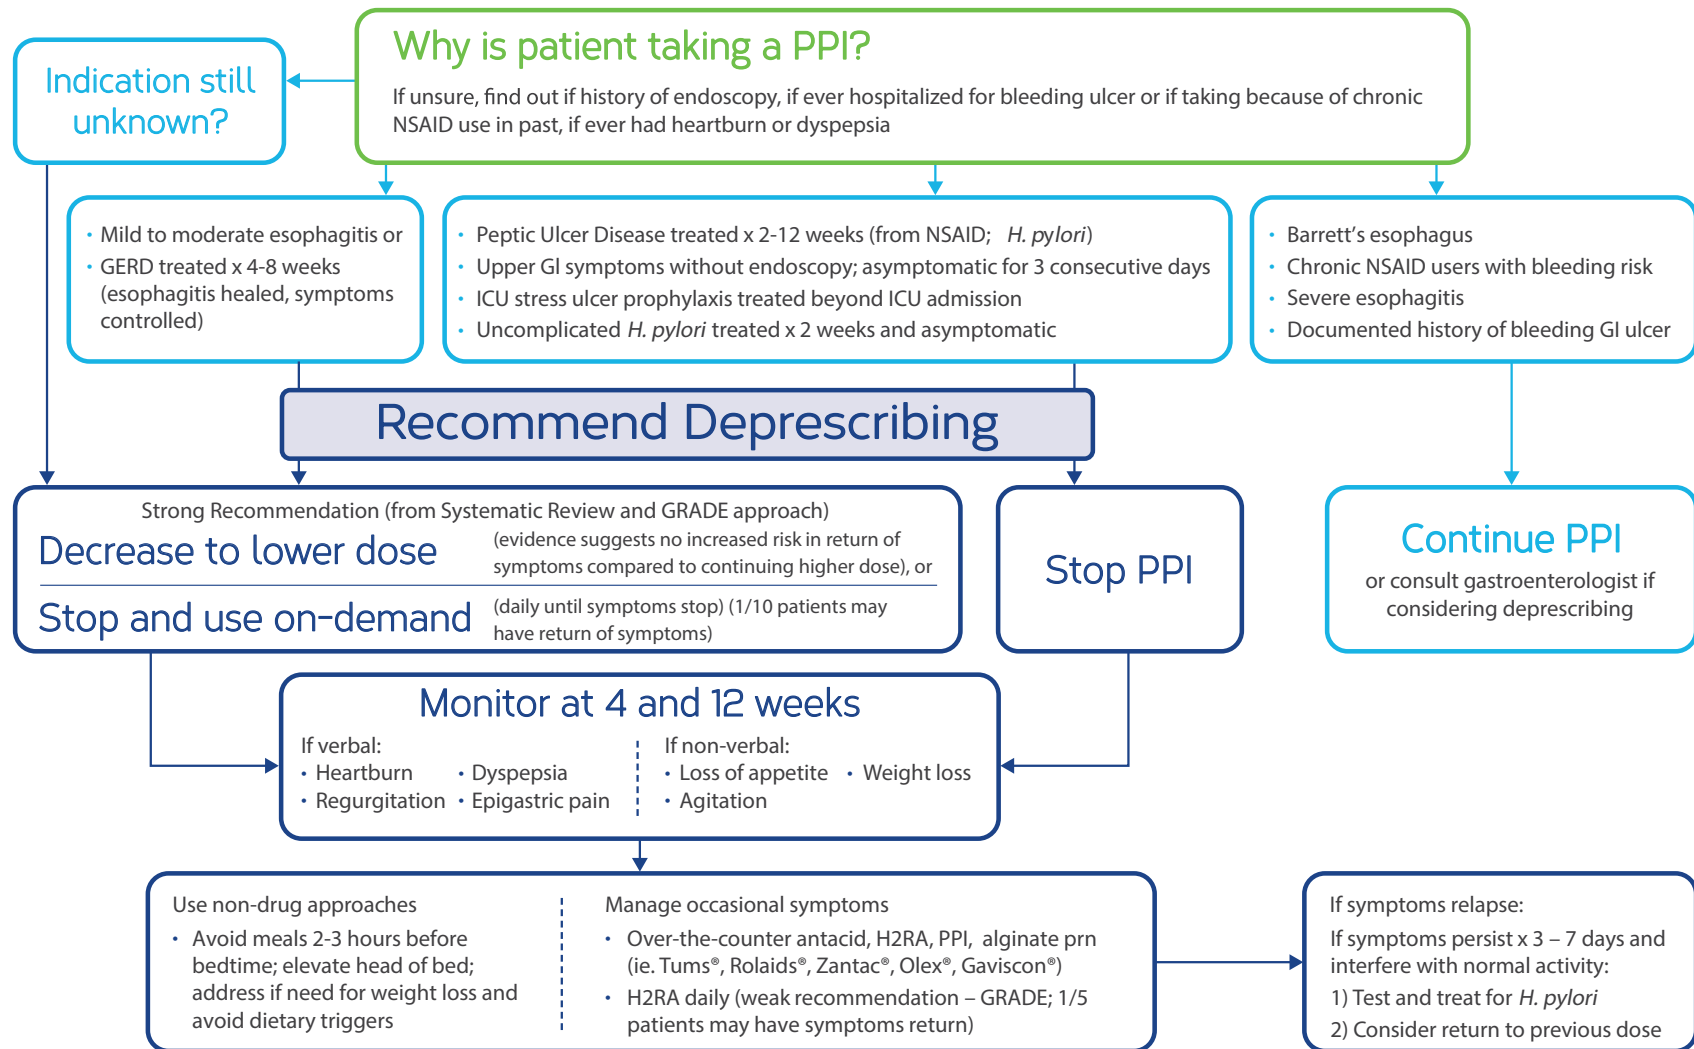 Why is patient taking a PPI?
If unsure, find out if history of endoscopy, if ever hospitalized for bleeding ulcer or if taking because of chronic
NSAID use in past, if ever had heartburn or dyspepsia
Indication still
unknown?
• Mild to moderate esophagitis or
• GERD treated x 4-8 weeks
(esophagitis healed, symptoms
controlled)
• Peptic Ulcer Disease treated x 2-12 weeks (from NSAID; H. pylori)
• Upper GI symptoms without endoscopy; asymptomatic for 3 consecutive days
• ICU stress ulcer prophylaxis treated beyond ICU admission
• Uncomplicated H. pylori treated x 2 weeks and asymptomatic
• Barrett’s esophagus
• Chronic NSAID users with bleeding risk
• Severe esophagitis
• Documented history of bleeding GI ulcer
Recommend Deprescribing
Strong Recommendation (from Systematic Review and GRADE approach)
Decrease to lower dose
(evidence suggests no increased risk in return of
symptoms compared to continuing higher dose), or
Stop and use on-demand
(daily until symptoms stop) (1/10 patients may
have return of symptoms)
Stop PPI
Continue PPI
or consult gastroenterologist if
considering deprescribing
Monitor at 4 and 12 weeks
If verbal:
• Heartburn • Dyspepsia
• Regurgitation • Epigastric pain
If non-verbal:
• Loss of appetite • Weight loss
• Agitation
Use non-drug approaches
• Avoid meals 2-3 hours before
bedtime; elevate head of bed;
address if need for weight loss and
avoid dietary triggers
Manage occasional symptoms
• Over-the-counter antacid, H2RA, PPI, alginate prn
(ie. Tums®, Rolaids®, Zantac®, Olex®, Gaviscon®)
• H2RA daily (weak recommendation – GRADE; 1/5
patients may have symptoms return)
If symptoms relapse:
If symptoms persist x 3 – 7 days and
interfere with normal activity:
1) Test and treat for H. pylori
2) Consider return to previous dose